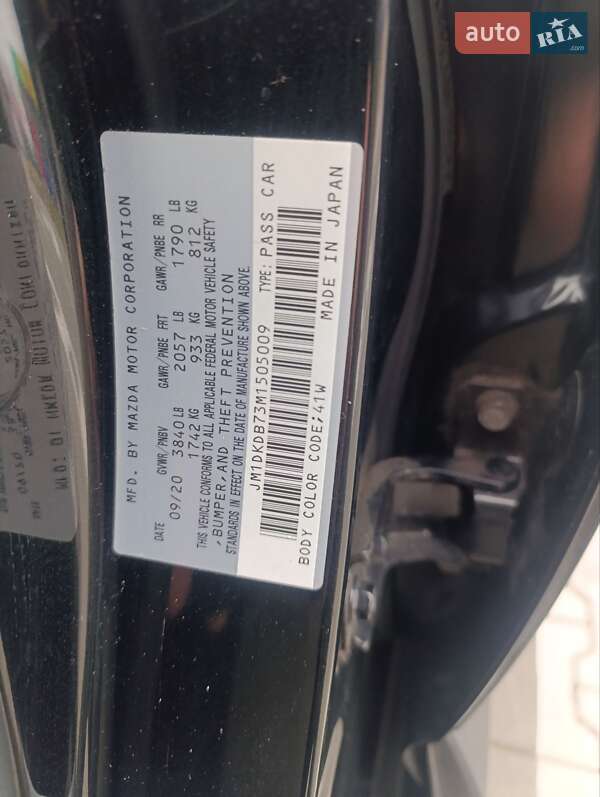 auto RIA
.com
MFD. BY MAZDA MOTOR CORPORATION
DATE GVWR/PNBV GAWR/PNBE FRT GAWR/PNBE RR
09/20 3840 LB 2057 LB 1790 LB
1742 KG 933 KG 812 KG
THIS VEHICLE CONFORMS TO ALL APPLICABLE FEDERAL MOTOR VEHICLE SAFETY
,BUMPER,AND THEFT PREVENTION
STANDARDS IN EFFECT ON THE DATE OF MANUFACTURE SHOWN ABOVE.
JM1DKDB73M1505009 TYPE: PASS CAR
BODY COLOR CODE:41W MADE IN JAPAN